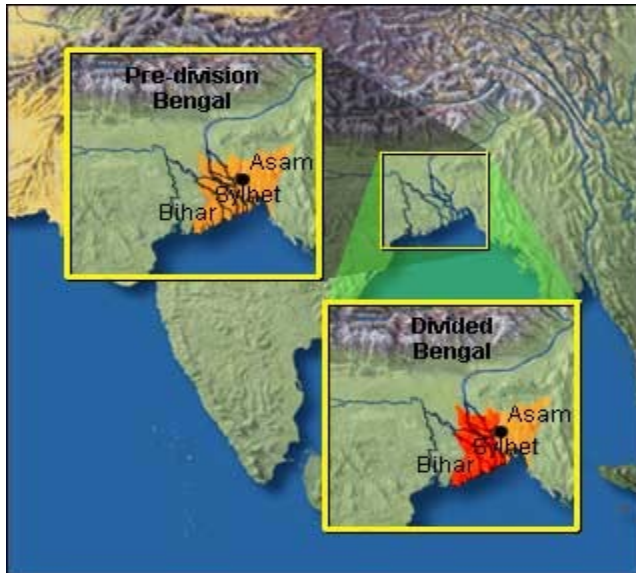 Pre-division
Bengal
Asam
Sylhet
Bihar
Divided
Bengal
Asam
Sylhet
Bihar